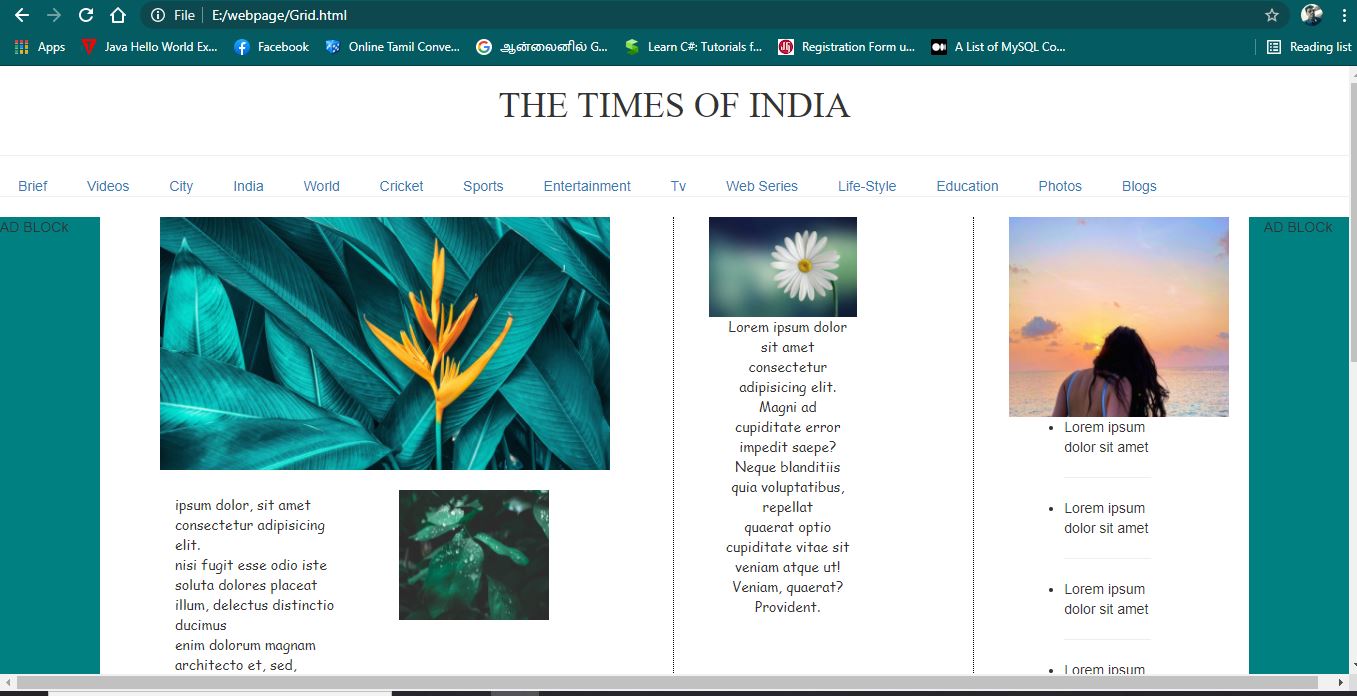 File E:/webpage/Grid.html
Apps Java Hello World Ex... Facebook Online Tamil Conve... ஆன்லைனில் G... Learn C#: Tutorials f... Registration Form u... A List of MySQL Co... Reading list
THE TIMES OF INDIA
Brief Videos City India World Cricket Sports Entertainment Tv Web Series Life-Style Education Photos Blogs
AD BLOCk
ipsum dolor, sit amet
consectetur adipisicing
elit.
nisi fugit esse odio iste
soluta dolores placeat
illum, delectus distinctio
ducimus
enim dolorum magnam
architecto et, sed,
Lorem ipsum dolor
sit amet
consectetur
adipisicing elit.
Magni ad
cupiditate error
impedit saepe?
Neque blanditiis
quia voluptatibus,
repellat
quaerat optio
cupiditate vitae sit
veniam atque ut!
Veniam, quaerat?
Provident.
Lorem ipsum
dolor sit amet
Lorem ipsum
dolor sit amet
Lorem ipsum
dolor sit amet
Lorem ipsum
AD BLOCk